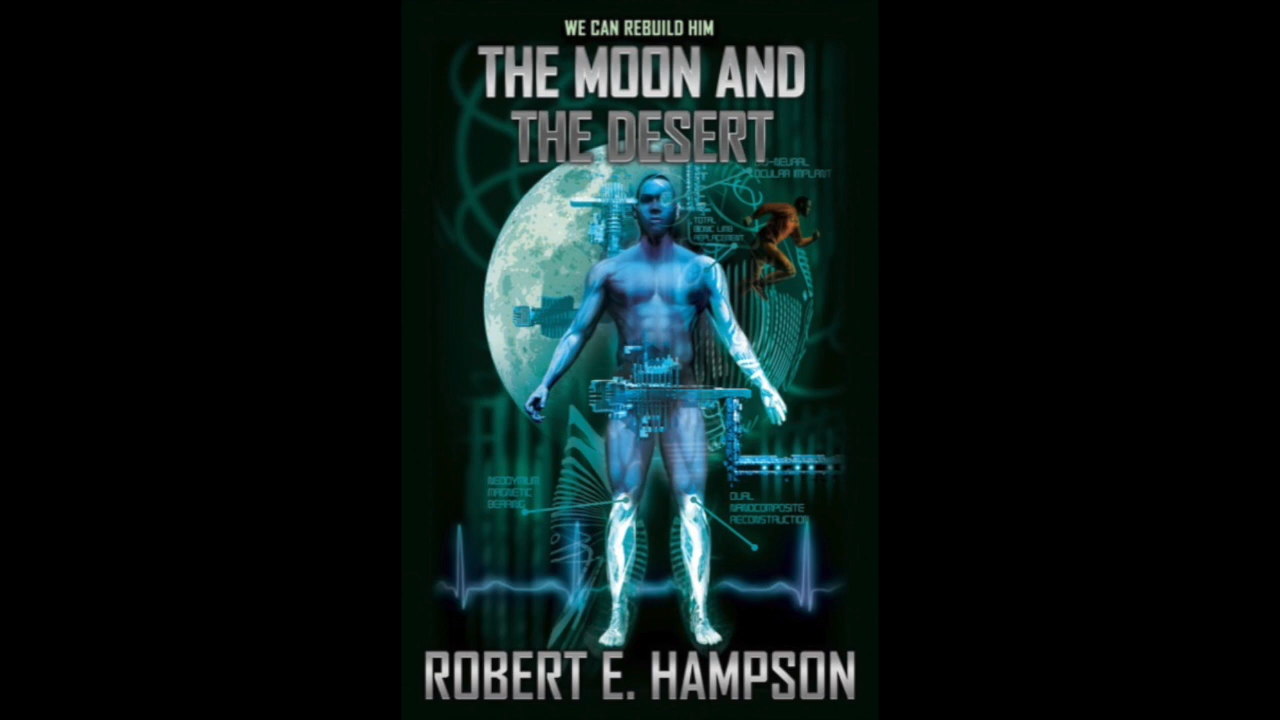 WE CAN REBUILD HIM
THE MOON AND
THE DESERT
OCULAR IMPLANT
TOTAL
BIONIC LIMB
REPLACEMENT
NEODYMIUM
MAGNETIC
BEARING
DUAL
NANOCOMPOSITE
RECONSTRUCTION
ROBERT E. HAMPSON